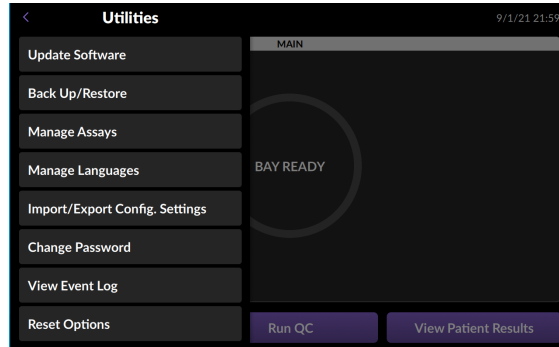 <
Utilities
9/1/21 21:59
Update Software
MAIN
Back Up/Restore
Manage Assays
Manage Languages
BAY READY
Import/Export Config. Settings
Change Password
View Event Log
Reset Options
Run QC
View Patient Results